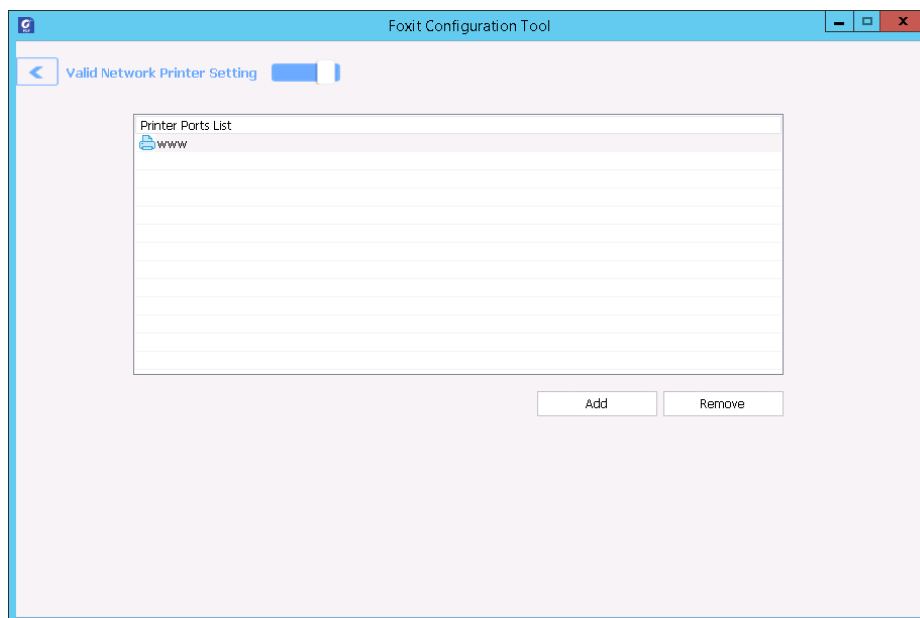 Foxit Configuration Tool
Valid Network Printer Setting
Printer Ports List
www
Add Remove